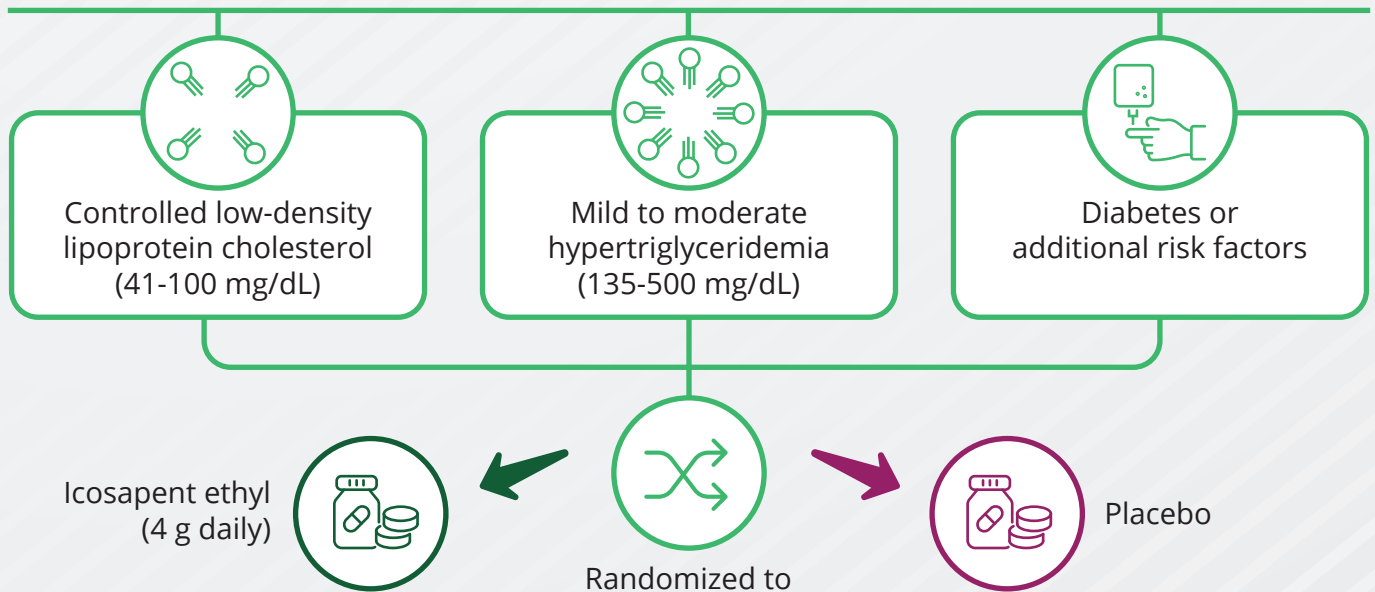 Controlled low-density
lipoprotein cholesterol
(41-100 mg/dL)
Mild to moderate
hypertriglyceridemia
(135-500 mg/dL)
Diabetes or
additional risk factors
Icosapent ethyl
(4 g daily)
Randomized to
Placebo